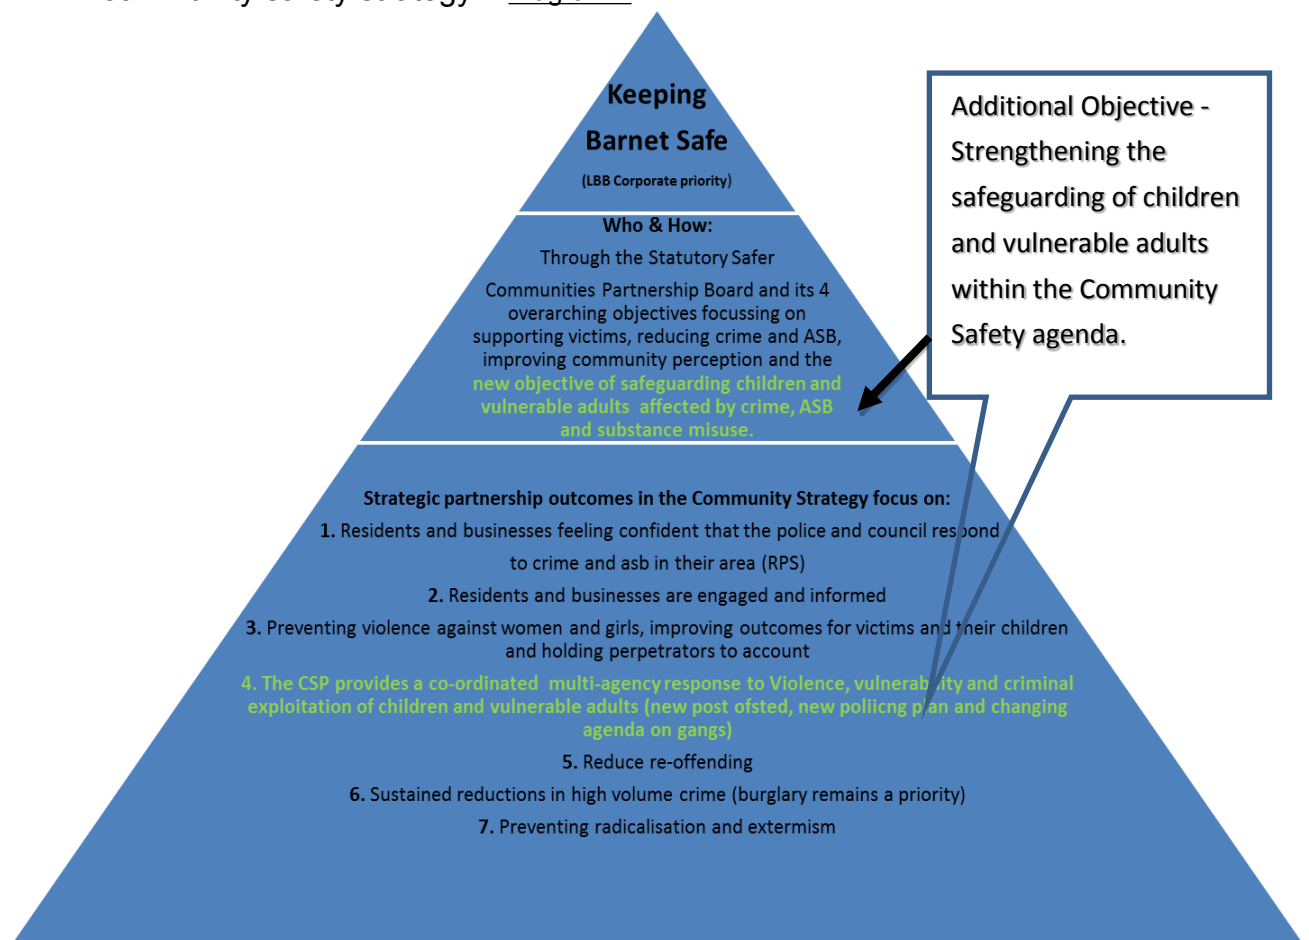 Keeping
Barnet Safe
(LBB Corporate priority)
Who & How:
Through the Statutory Safer
Communities Partnership Board and its 4
overarching objectives focussing on
supporting victims, reducing crime and ASB,
improving community perception and the
new objective of safeguarding children and
vulnerable adults affected by crime, ASB
and substance misuse.
Additional Objective -
Strengthening the
safeguarding of children
and vulnerable adults
within the Community
Safety agenda.
Strategic partnership outcomes in the Community Strategy focus on:
1. Residents and businesses feeling confident that the police and council respond
to crime and asb in their area (RPS)
2. Residents and businesses are engaged and informed
3. Preventing violence against women and girls, improving outcomes for victims and their children
and holding perpetrators to account
4. The CSP provides a co-ordinated multi-agency response to Violence, vulnerability and criminal
exploitation of children and vulnerable adults (new post ofsted, new poliicng plan and changing
agenda on gangs)
5. Reduce re-offending
6. Sustained reductions in high volume crime (burglary remains a priority)
7. Preventing radicalisation and extermism